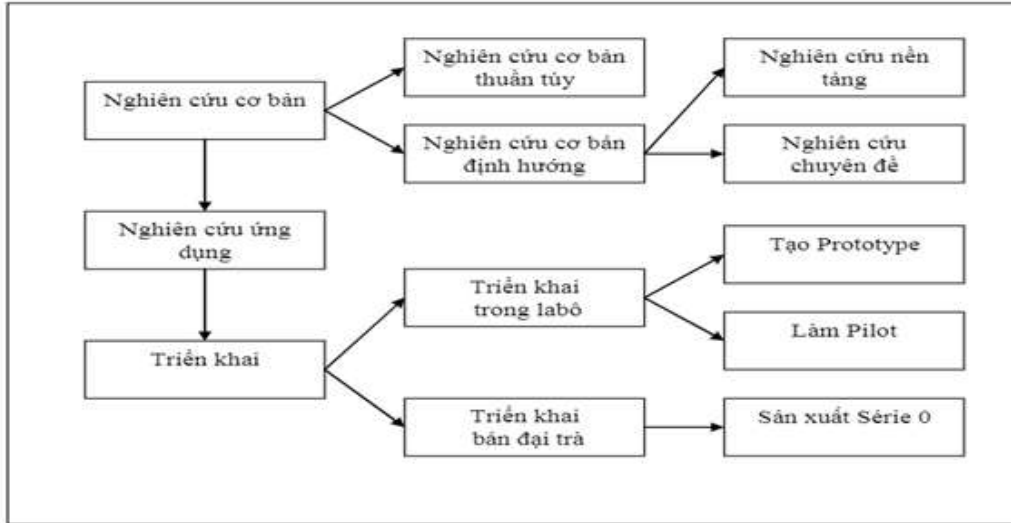 Nghiên cứu cơ bản
Nghiên cứu cơ bản
thuần túy
Nghiên cứu nền
tảng
Nghiên cứu cơ bản
định hướng
Nghiên cứu
chuyên đề
Nghiên cứu ứng
dụng
Triển khai
Triển khai
trong labô
Tạo Prototype
Làm Pilot
Triển khai
bán đại trà
Sản xuất Série 0